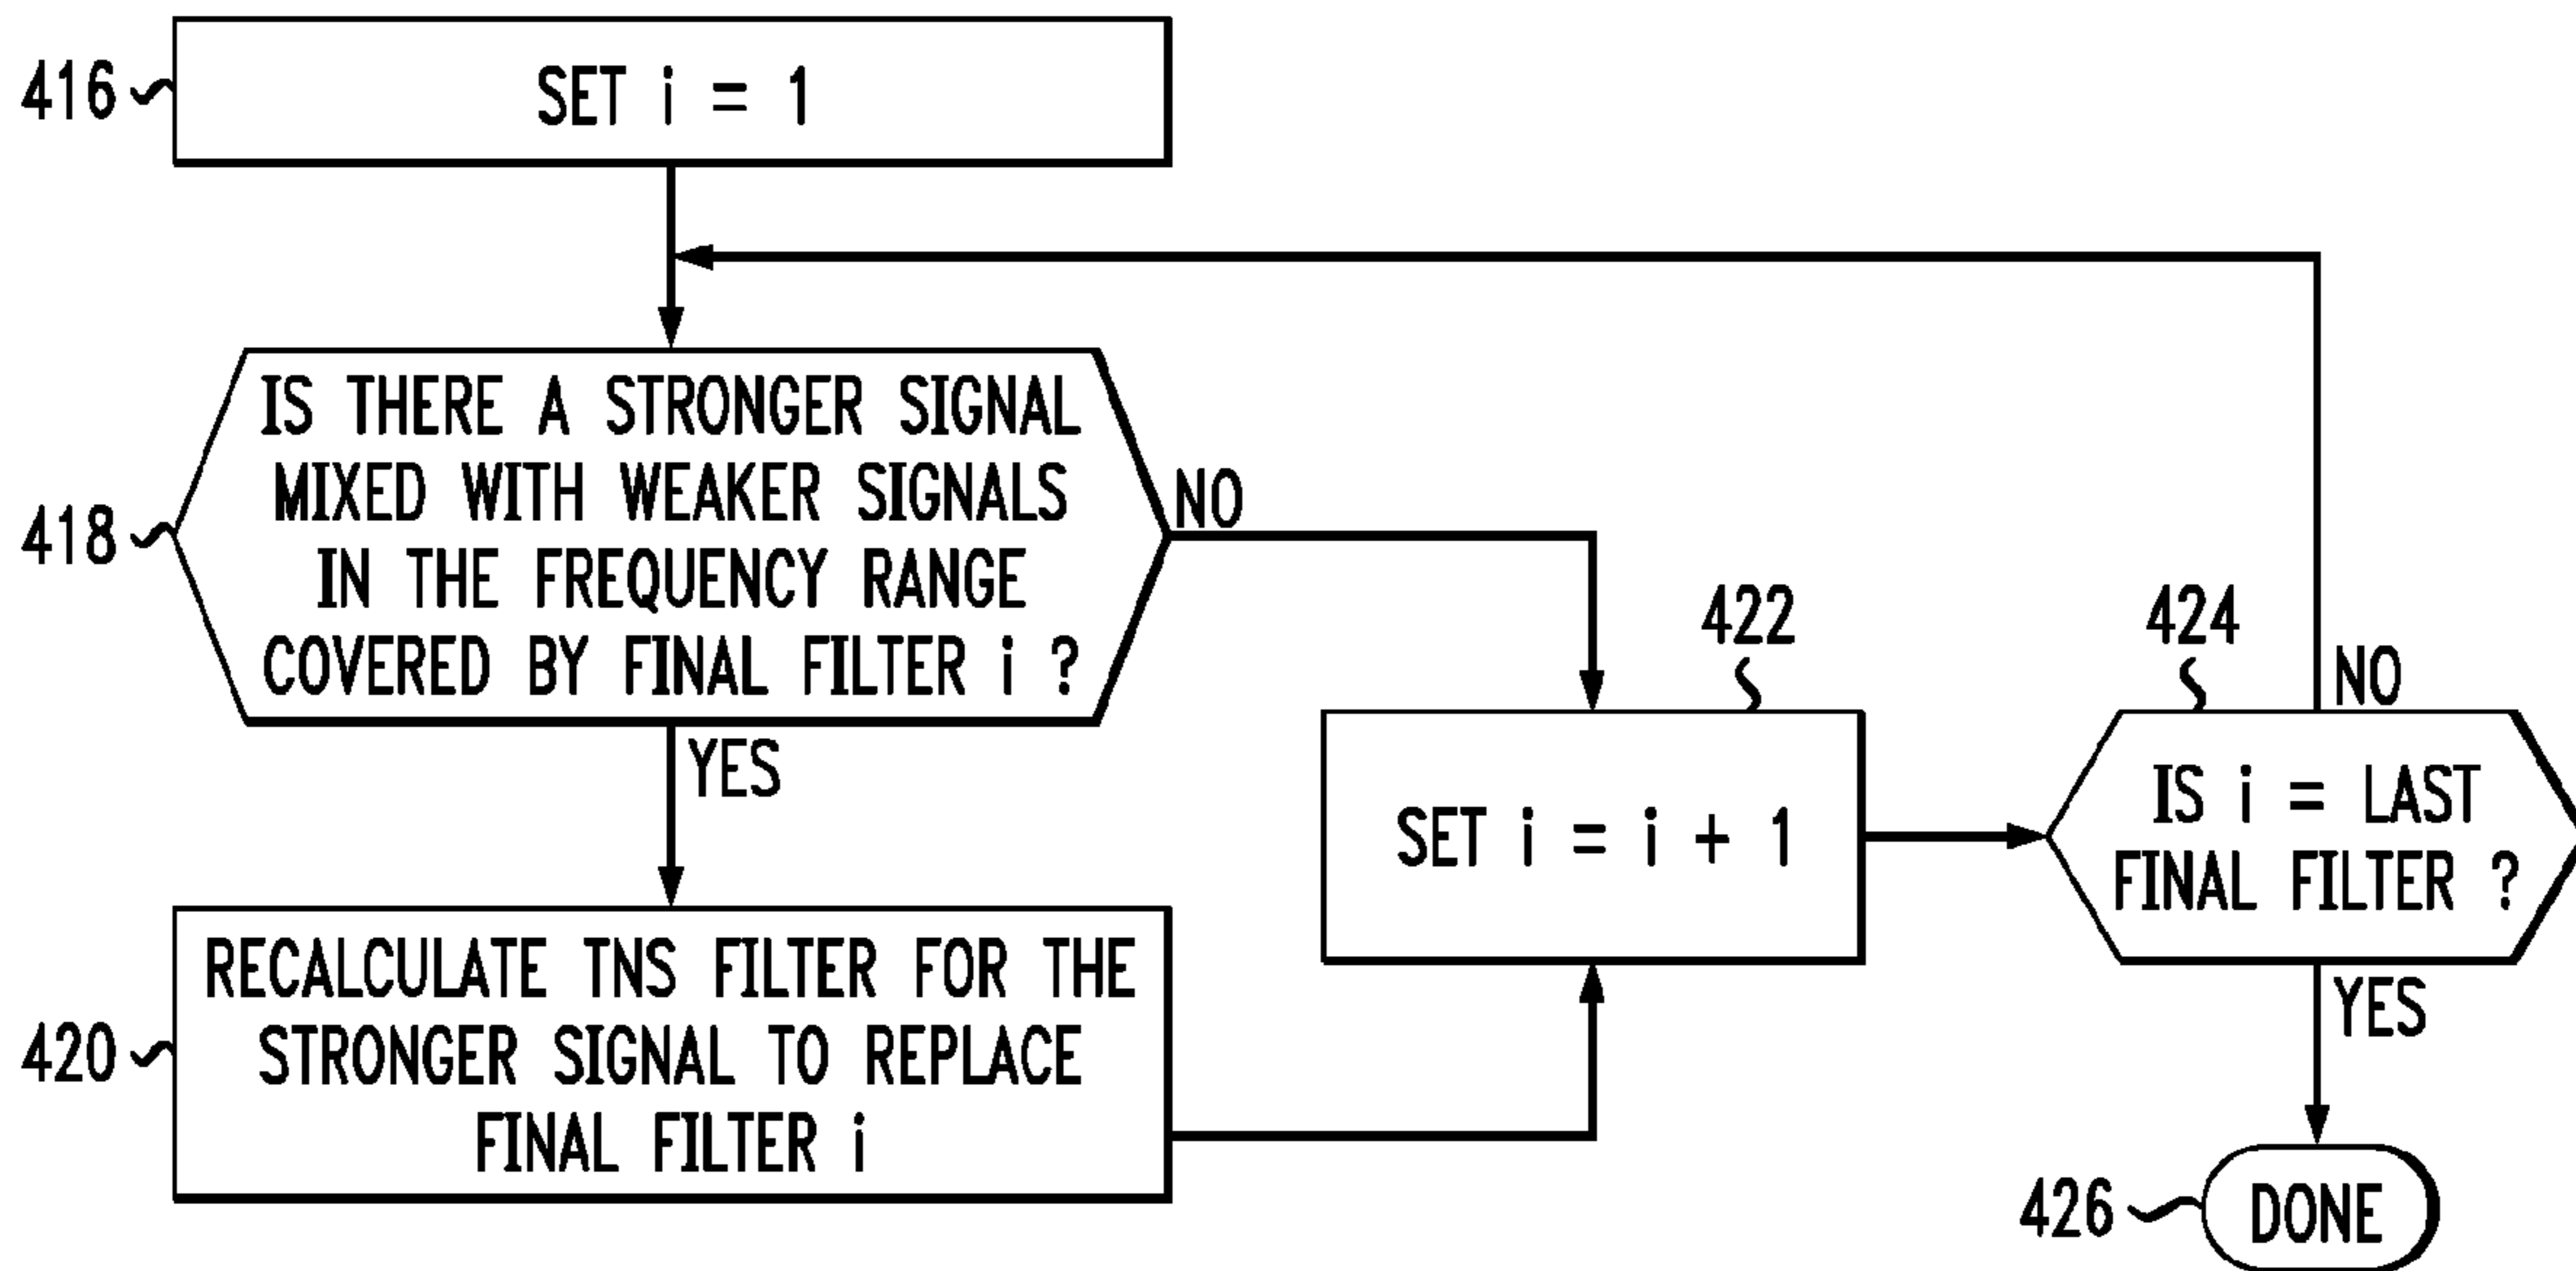 416
SET i = 1
418
IS THERE A STRONGER SIGNAL
MIXED WITH WEAKER SIGNALS
IN THE FREQUENCY RANGE
COVERED BY FINAL FILTER i ?
NO
YES
420
RECALCULATE TNS FILTER FOR THE
STRONGER SIGNAL TO REPLACE
FINAL FILTER i
422
SET i = i + 1
424
IS i = LAST
FINAL FILTER ?
NO
YES
426
DONE